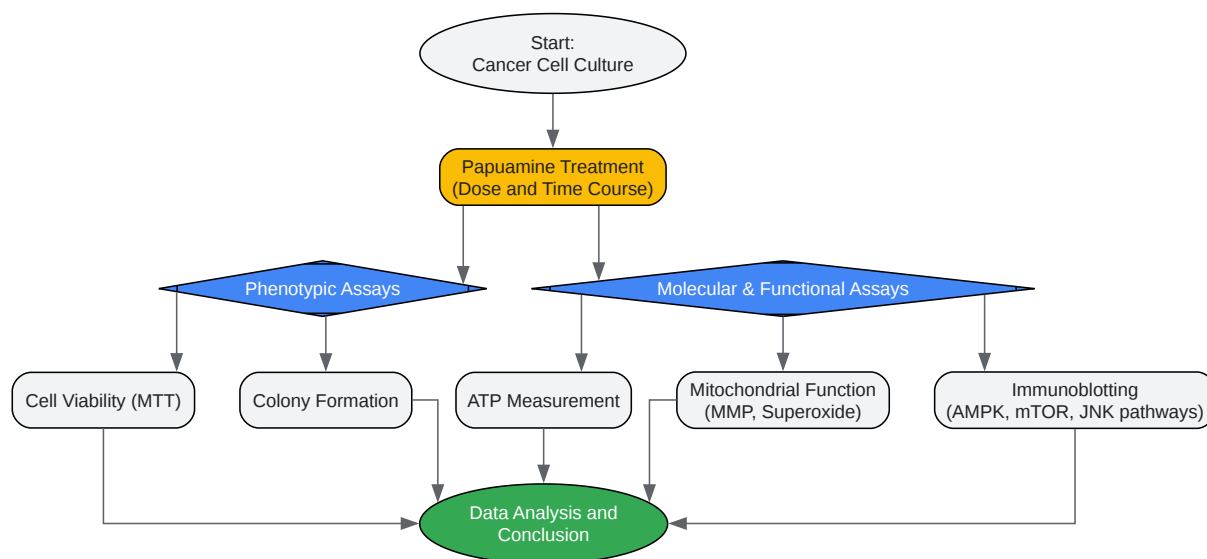 Start:
Cancer Cell Culture
Papuamine Treatment
(Dose and Time Course)
Phenotypic Assays
Molecular & Functional Assays
Cell Viability (MTT)
Colony Formation
ATP Measurement
Mitochondrial Function
(MMP, Superoxide)
Immunoblotting
(AMPK, mTOR, JNK pathways)
Data Analysis and
Conclusion